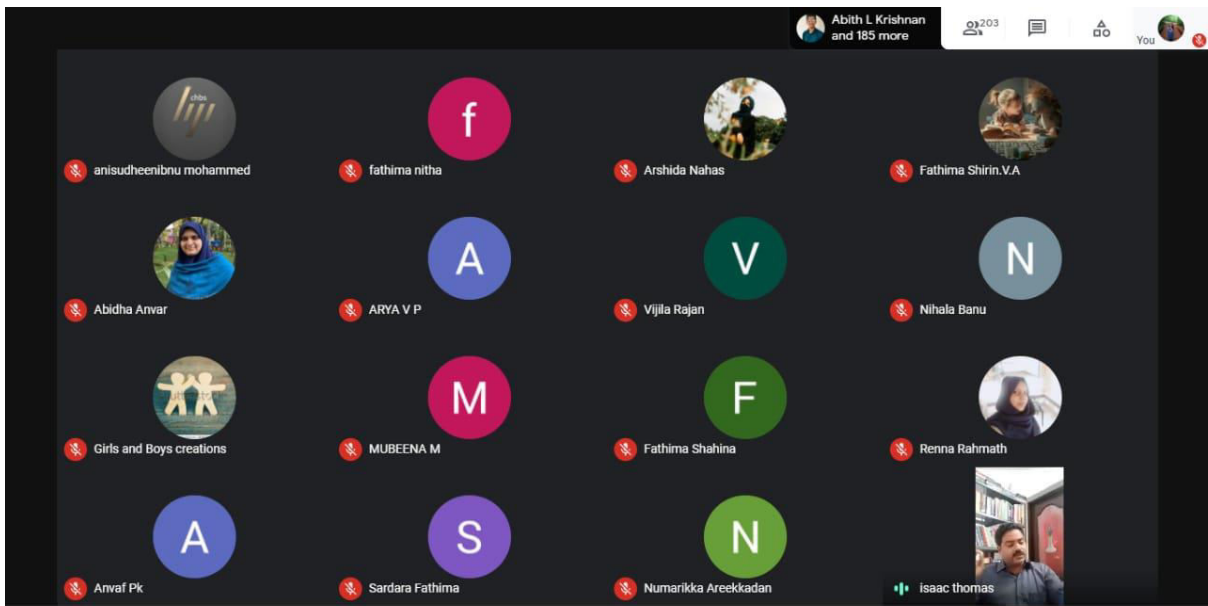 Abith L Krishnan
and 185 more
203
You
chbs
anisudheenibnu mohammed
f
fathima nitha
Arshida Nahas
Fathima Shirin.V.A
Abidha Anvar
A
ARYA V P
V
Vijila Rajan
N
Nihala Banu
Girls and Boys creations
M
MUBEENA M
F
Fathima Shahina
Renna Rahmath
A
Anvaf Pk
S
Sardara Fathima
N
Numarikka Areekkadan
isaac thomas